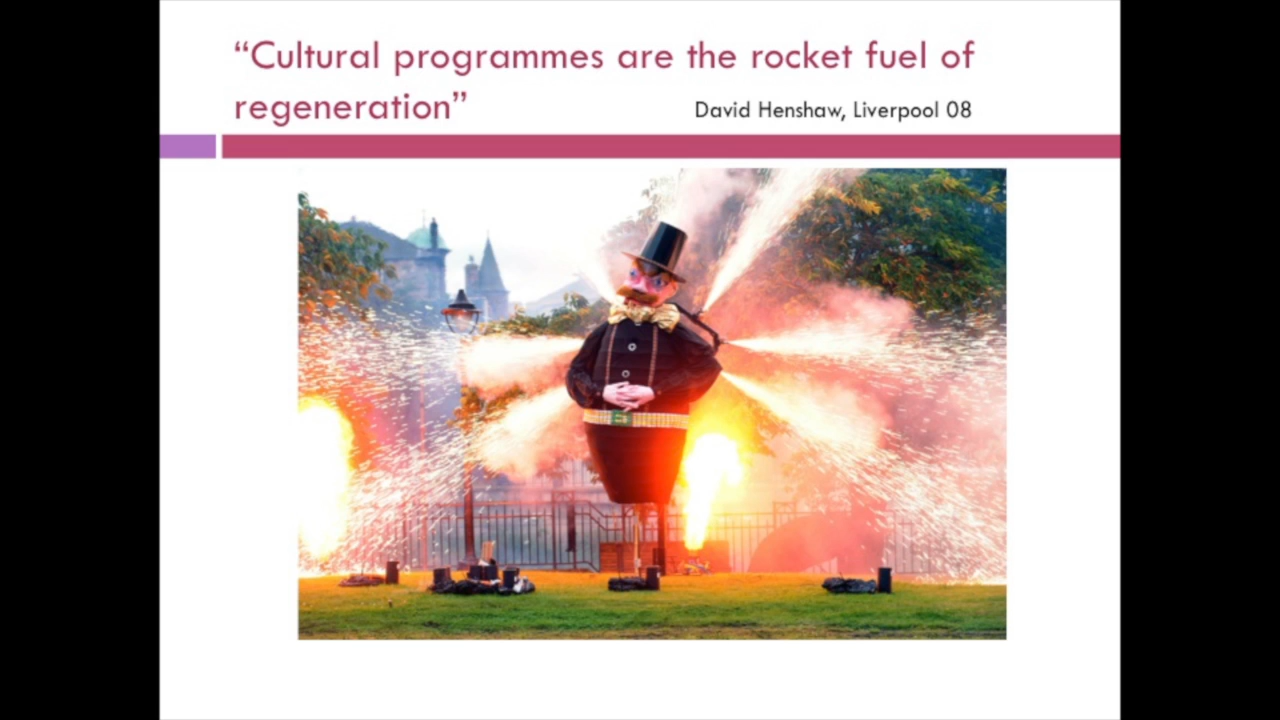 “Cultural programmes are the rocket fuel of
regeneration”
David Henshaw, Liverpool 08